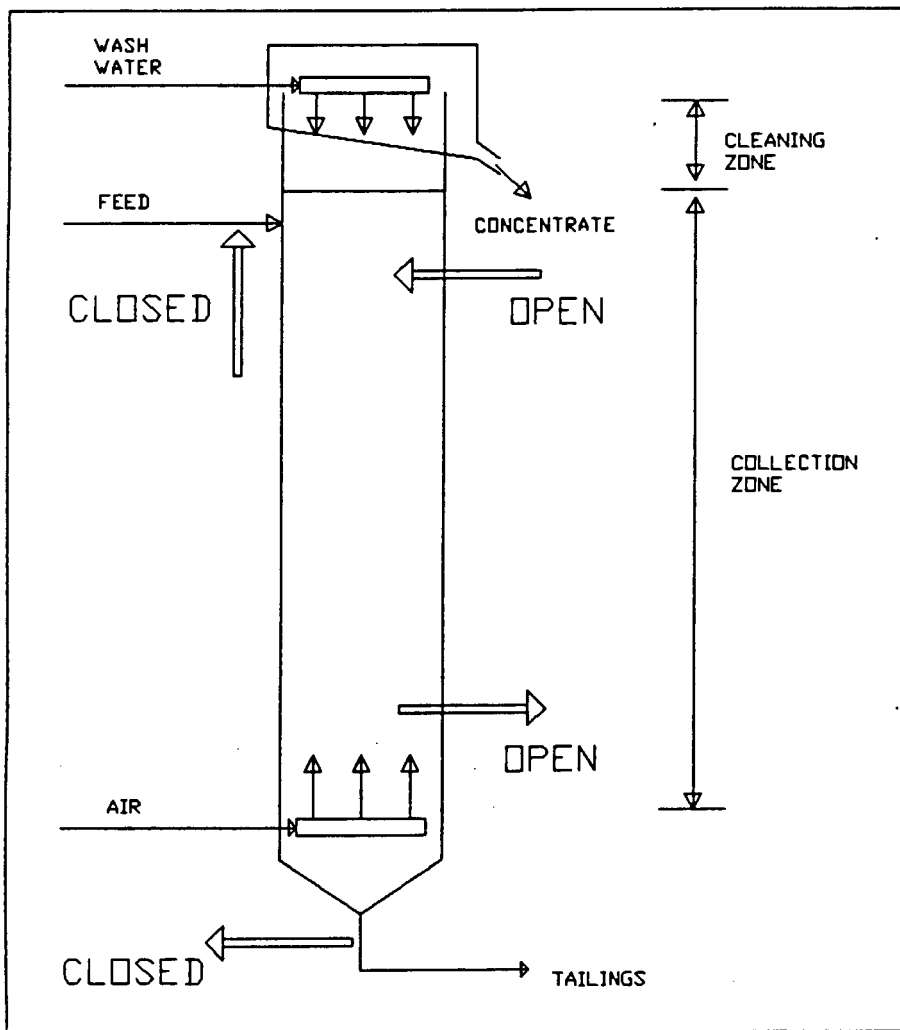 WASH
WATER
CLEANING
ZONE
FEED
CONCENTRATE
CLOSED
OPEN
COLLECTION
ZONE
OPEN
AIR
CLOSED
TAILINGS